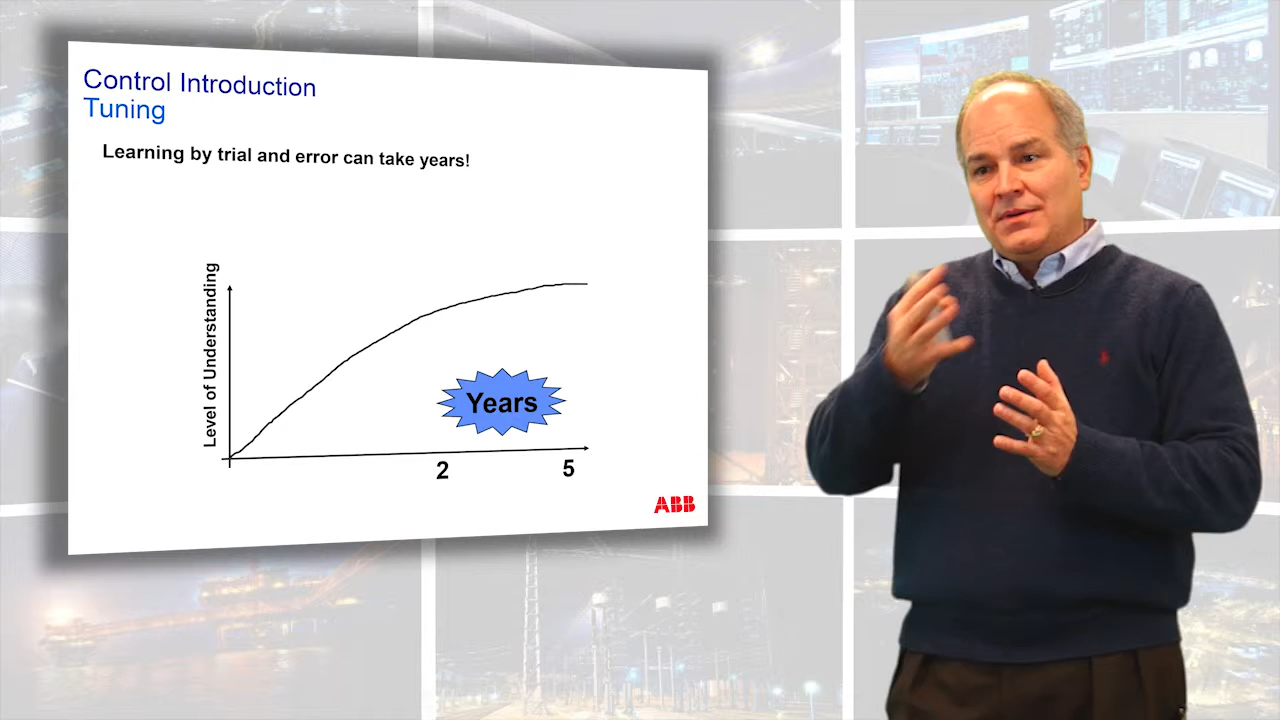 Control Introduction
Tuning
Learning by trial and error can take years!
Level of Understanding
Years
2
5
ABB